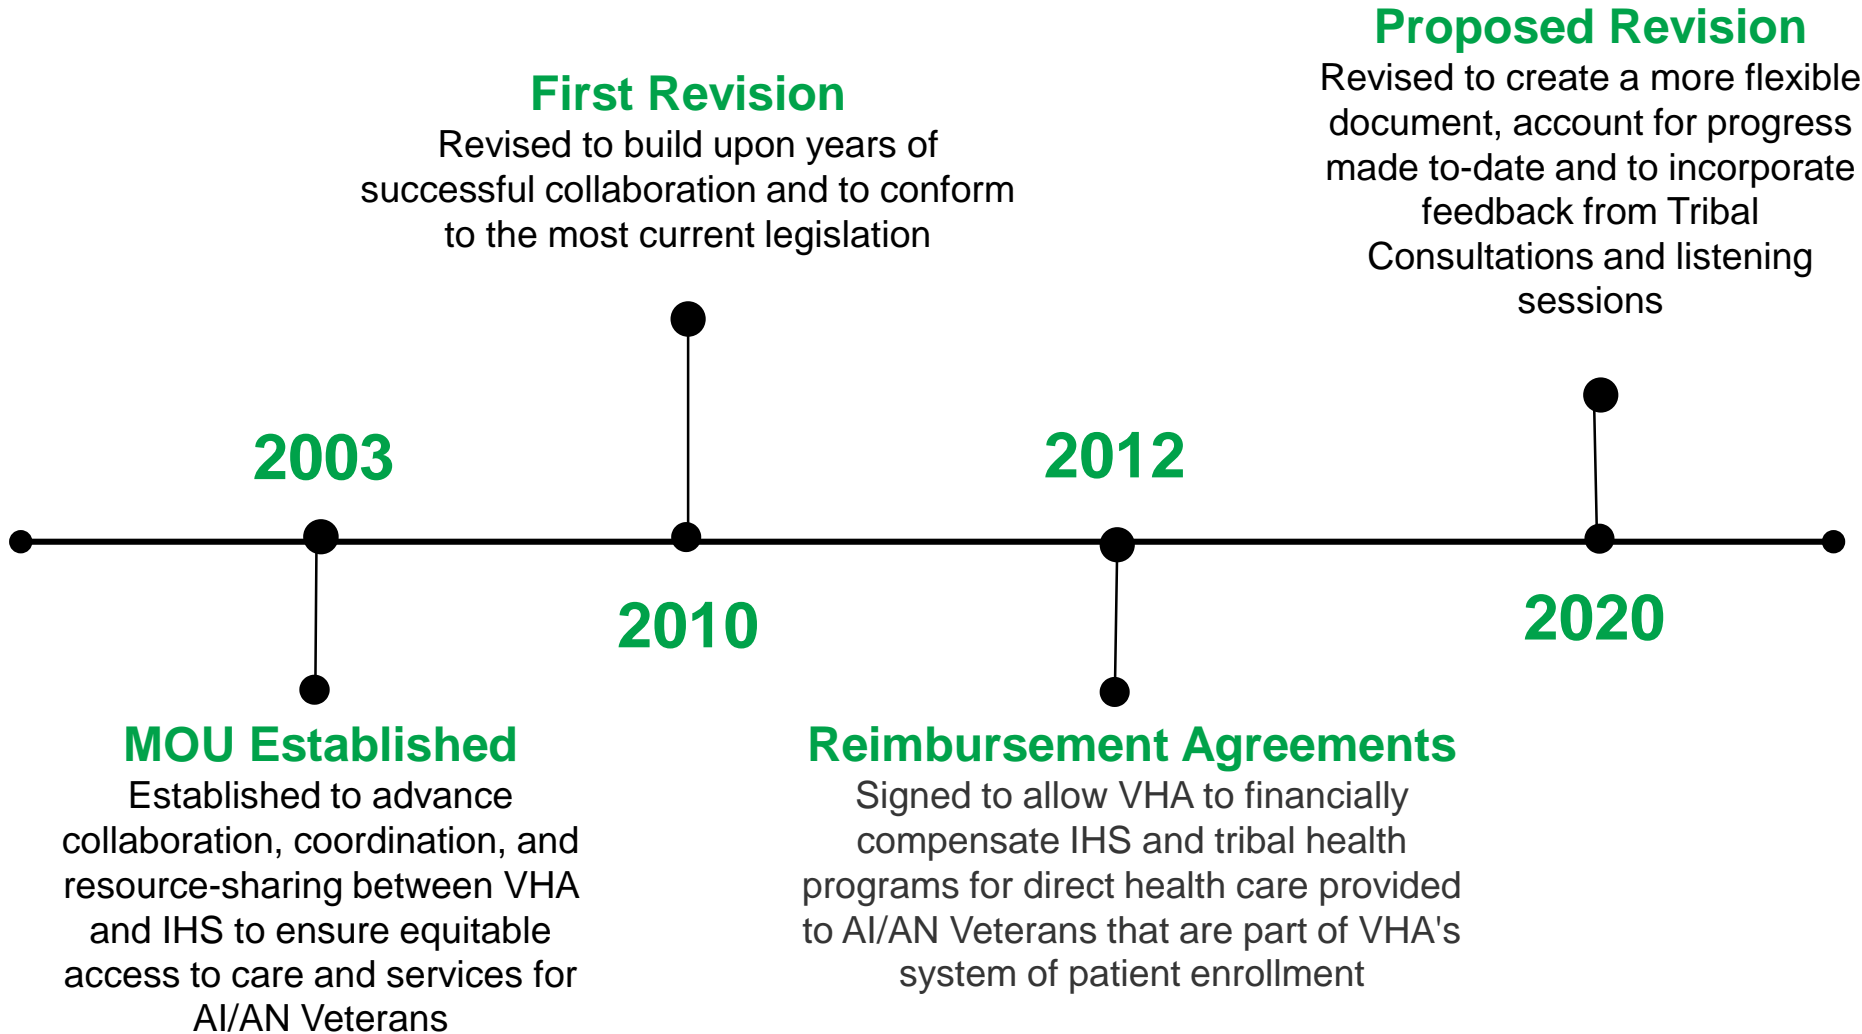 Proposed Revision
Revised to create a more flexible
document, account for progress
made to-date and to incorporate
feedback from Tribal
Consultations and listening
sessions
First Revision
Revised to build upon years of
successful collaboration and to conform
to the most current legislation
2003
2012
2010
2020
MOU Established
Established to advance
collaboration, coordination, and
resource-sharing between VHA
and IHS to ensure equitable
access to care and services for
AI/AN Veterans
Reimbursement Agreements
Signed to allow VHA to financially
compensate IHS and tribal health
programs for direct health care provided
to AI/AN Veterans that are part of VHA's
system of patient enrollment